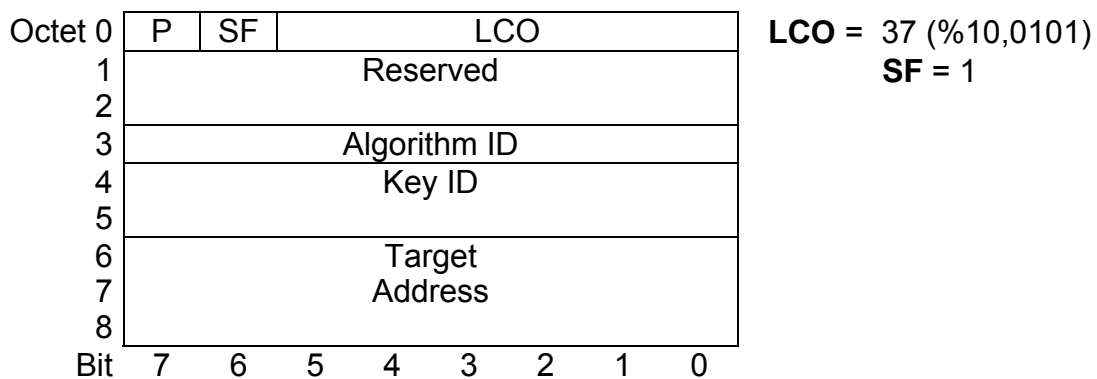 Octet 0 P SF LCO LCO = 37 (%10,0101)
1 Reserved SF = 1
2
3 Algorithm ID
4 Key ID
5
6 Target
7 Address
8
Bit 7 6 5 4 3 2 1 0